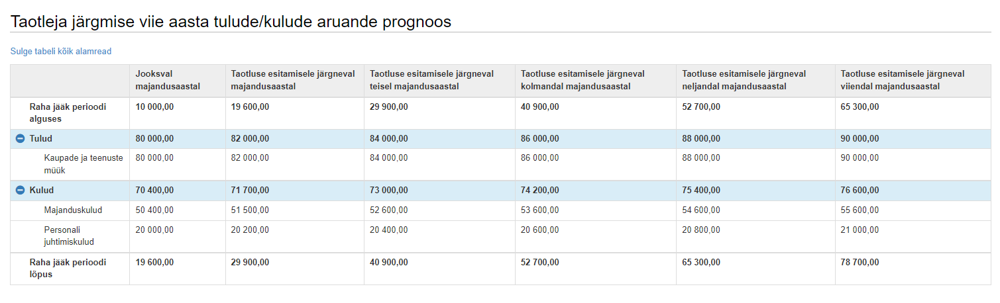 Taotleja järgmise viie aasta tulude/kulude aruande prognoos
Sulge tabeli kõik alamread
Jooksval majandusaastal
Taotluse esitamisele järgneval majandusaastal
Taotluse esitamisele järgneval teisel majandusaastal
Taotluse esitamisele järgneval kolmandal majandusaastal
Taotluse esitamisele järgneval neljandal majandusaastal
Taotluse esitamisele järgneval viiendal majandusaastal
Raha jääk perioodi alguses 10 000,00 19 600,00 29 900,00 40 900,00 52 700,00 65 300,00
Tulud 80 000,00 82 000,00 84 000,00 86 000,00 88 000,00 90 000,00
Kaupade ja teenuste müük 80 000,00 82 000,00 84 000,00 86 000,00 88 000,00 90 000,00
Kulud 70 400,00 71 700,00 73 000,00 74 200,00 75 400,00 76 600,00
Majanduskulud 50 400,00 51 500,00 52 600,00 53 600,00 54 600,00 55 600,00
Personali juhtimiskulud 20 000,00 20 200,00 20 400,00 20 600,00 20 800,00 21 000,00
Raha jääk perioodi lõpus 19 600,00 29 900,00 40 900,00 52 700,00 65 300,00 78 700,00